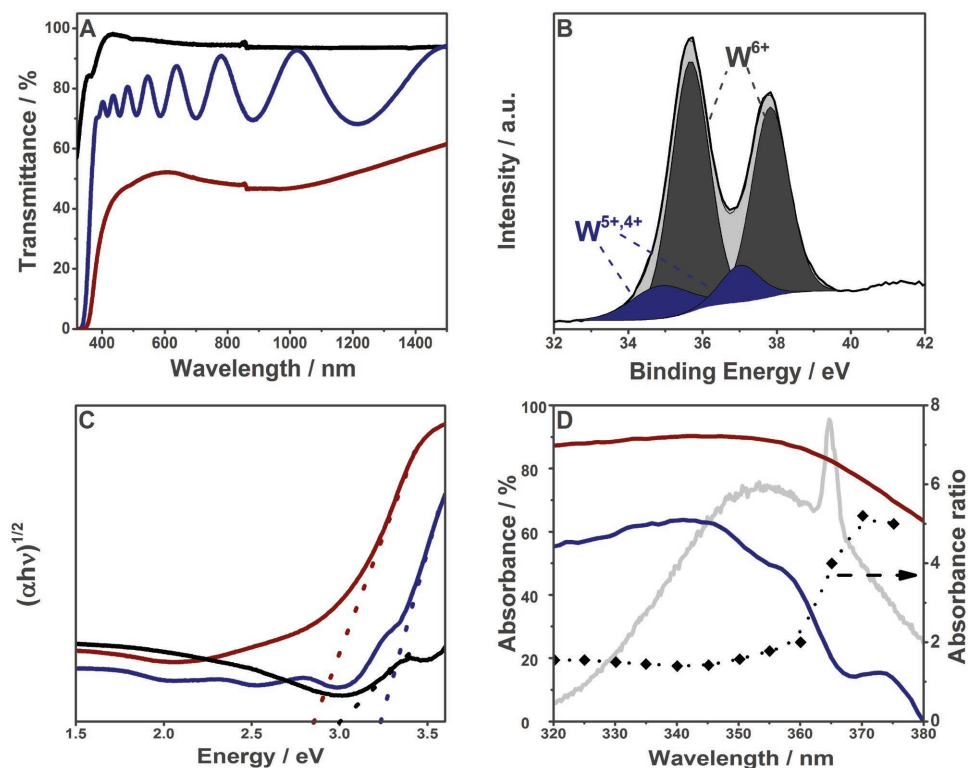 A
Transmittance / %
100
80
60
40
20
0
400 600 800 1000 1200 1400
Wavelength / nm
B
Intensity / a.u.
W6+
W5+,4+
32 34 36 38 40 42
Binding Energy / eV
C
(αhν)1/2
1.5 2.0 2.5 3.0 3.5
Energy / eV
D
Absorbance / %
100
80
60
40
20
0
320 330 340 350 360 370 380
Wavelength / nm
8
6
4
2
0
Absorbance ratio